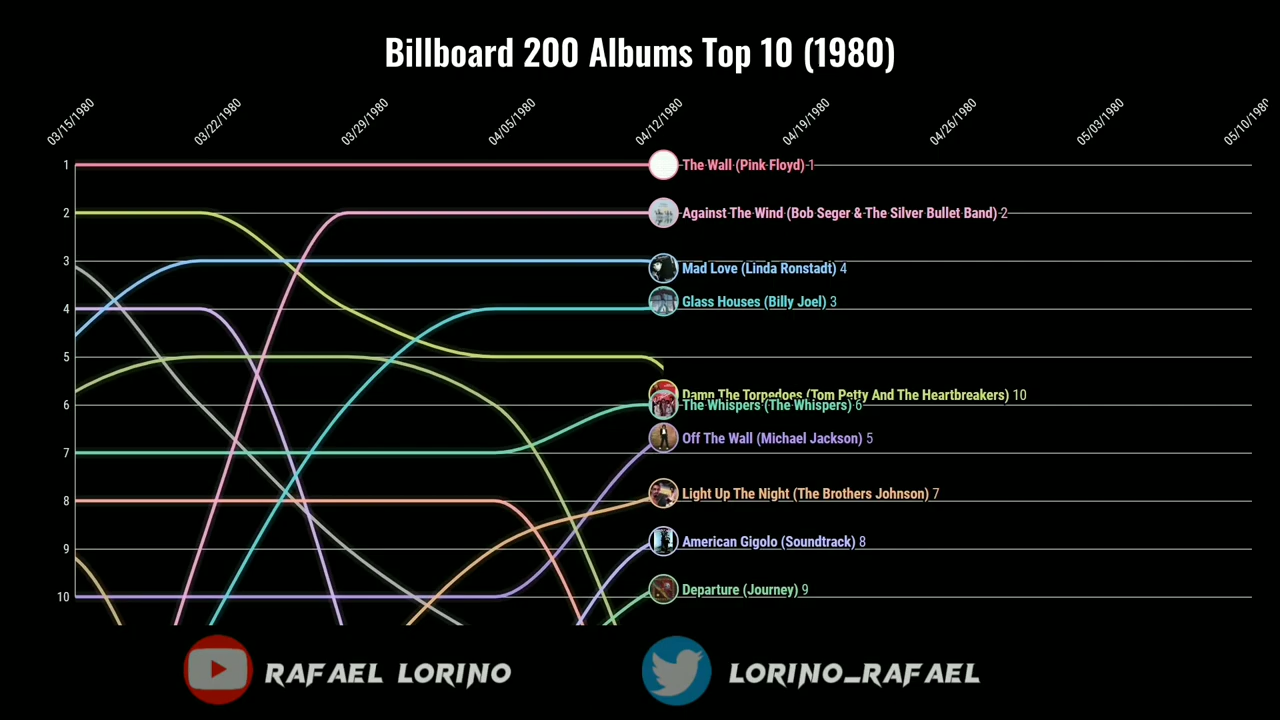 Billboard 200 Albums Top 10 (1980)
03/15/1980
03/22/1980
03/29/1980
04/05/1980
04/12/1980
04/19/1980
04/26/1980
05/03/1980
05/10/1980
1
The Wall (Pink Floyd) 1
2
Against The Wind (Bob Seger & The Silver Bullet Band) 2
3
Mad Love (Linda Ronstadt) 4
4
Glass Houses (Billy Joel) 3
5
Damn The Torpedoes (Tom Petty And The Heartbreakers) 10
6
The Whispers (The Whispers) 6
Off The Wall (Michael Jackson) 5
7
Light Up The Night (The Brothers Johnson) 7
8
American Gigolo (Soundtrack) 8
9
Departure (Journey) 9
10
RAFAEL LORINO
LORINO_RAFAEL